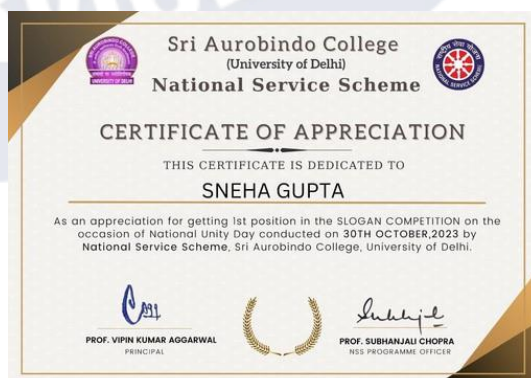 Sri Aurobindo College
(University of Delhi)
National Service Scheme
CERTIFICATE OF APPRECIATION
THIS CERTIFICATE IS DEDICATED TO
SNEHA GUPTA
As an appreciation for getting 1st position in the SLOGAN COMPETITION on the
occasion of National Unity Day conducted on 30TH OCTOBER,2023 by
National Service Scheme, Sri Aurobindo College, University of Delhi.
PROF. VIPIN KUMAR AGGARWAL
PRINCIPAL
PROF. SUBHANJALI CHOPRA
NSS PROGRAMME OFFICER